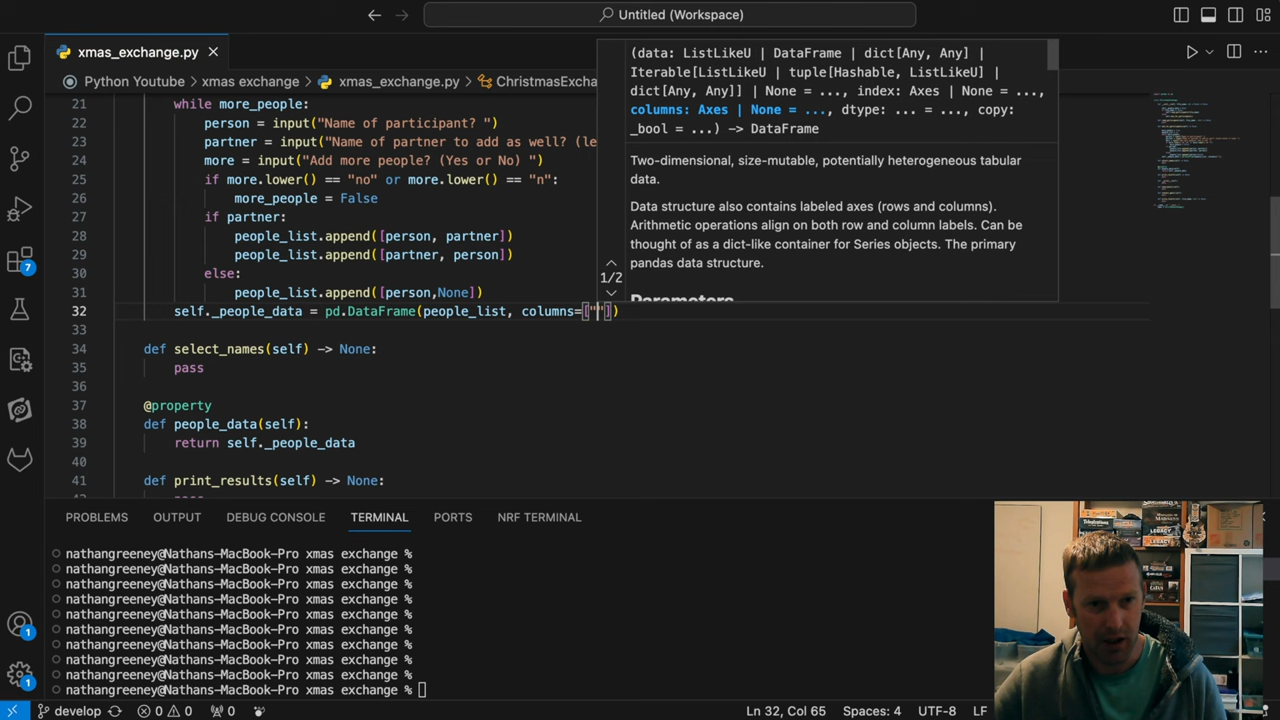 Untitled (Workspace)
xmas_exchange.py
Python Youtube > xmas exchange > xmas_exchange.py > ChristmasExcha
21 while more_people:
22 person = input("Name of participant? ")
23 partner = input("Name of partner to add as well? (le
24 more = input("Add more people? (Yes or No) ")
25 if more.lower() == "no" or more.lower() == "n":
26 more_people = False
27 if partner:
28 people_list.append([person, partner])
29 people_list.append([partner, person])
30 else:
31 people_list.append([person,None])
32 self._people_data = pd.DataFrame(people_list, columns=[""])
33
34 def select_names(self) -> None:
35 pass
36
37 @property
38 def people_data(self):
39 return self._people_data
40
41 def print_results(self) -> None:
(data: ListLikeU | DataFrame | dict[Any, Any] |
Iterable[ListLikeU | tuple[Hashable, ListLikeU] |
dict[Any, Any]] | None = ..., index: Axes | None = ...,
columns: Axes | None = ..., dtype: ... = ..., copy:
_bool = ...) -> DataFrame
Two-dimensional, size-mutable, potentially heterogeneous tabular
data.
Data structure also contains labeled axes (rows and columns).
Arithmetic operations align on both row and column labels. Can be
thought of as a dict-like container for Series objects. The primary
pandas data structure.
Parameters
1/2
7
PROBLEMS OUTPUT DEBUG CONSOLE TERMINAL PORTS NRF TERMINAL
nathangreeney@Nathans-MacBook-Pro xmas exchange %
nathangreeney@Nathans-MacBook-Pro xmas exchange %
nathangreeney@Nathans-MacBook-Pro xmas exchange %
nathangreeney@Nathans-MacBook-Pro xmas exchange %
nathangreeney@Nathans-MacBook-Pro xmas exchange %
nathangreeney@Nathans-MacBook-Pro xmas exchange %
nathangreeney@Nathans-MacBook-Pro xmas exchange %
nathangreeney@Nathans-MacBook-Pro xmas exchange %
nathangreeney@Nathans-MacBook-Pro xmas exchange %
nathangreeney@Nathans-MacBook-Pro xmas exchange %
LEGACY
1
1
develop 0 0 0 Ln 32, Col 65 Spaces: 4 UTF-8 LF